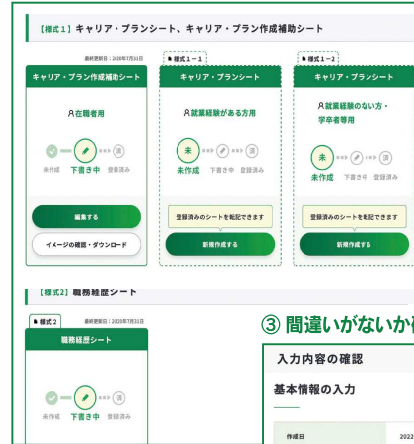 【様式1】キャリア・プランシート、キャリア・プラン作成補助シート
最終更新日：2020年7月31日
キャリア・プラン作成補助シート
在職者用
未作成 下書き中 済 登録済み
編集する
イメージの確認・ダウンロード
様式1-1
キャリア・プランシート
就業経験がある方用
未 済
未作成 下書き中 登録済み
登録済みのシートを転記できます
新規作成する
様式1-2
キャリア・プランシート
就業経験のない方・
学卒者等用
未 済
未作成 下書き中 登録済み
登録済みのシートを転記できます
新規作成する
【様式2】職務経歴シート
様式2
最終更新日：2020年7月31日
職務経歴シート
済
未作成 下書き中 登録済み
③ 間違いがないか
入力内容の確認
基本情報の入力
作成日
2022